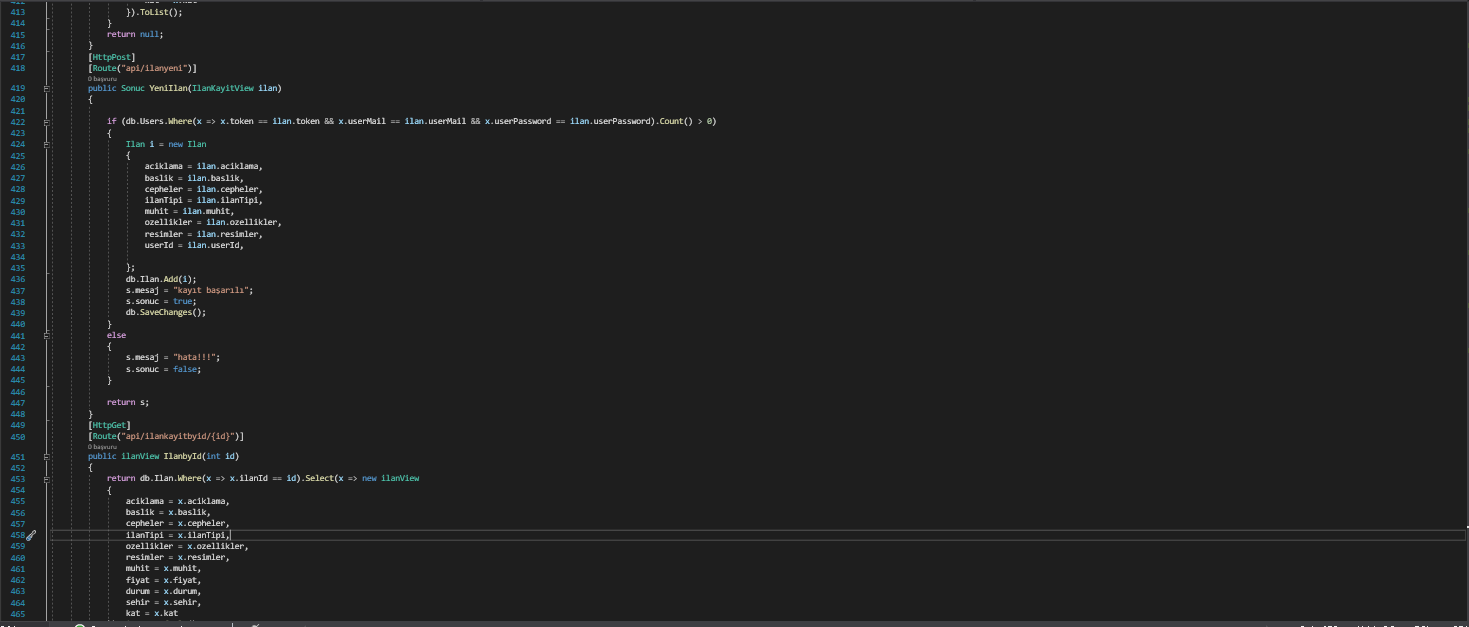 413 }).ToList();
414 }
415 return null;
416 }
417 [HttpPost]
418 [Route("api/ilanyeni")]
0 başvuru
419 public Sonuc YeniIlan(IlanKayitView ilan)
420 {
421
422 if (db.Users.Where(x => x.token == ilan.token && x.userMail == ilan.userMail && x.userPassword == ilan.userPassword).Count() > 0)
423 {
424 Ilan i = new Ilan
425 {
426 aciklama = ilan.aciklama,
427 baslik = ilan.baslik,
428 cepheler = ilan.cepheler,
429 ilanTipi = ilan.ilanTipi,
430 muhit = ilan.muhit,
431 ozellikler = ilan.ozellikler,
432 resimler = ilan.resimler,
433 userId = ilan.userId,
434
435 };
436 db.Ilan.Add(i);
437 s.mesaj = "kayıt başarılı";
438 s.sonuc = true;
439 db.SaveChanges();
440 }
441 else
442 {
443 s.mesaj = "hata!!!";
444 s.sonuc = false;
445 }
446
447 return s;
448 }
449 [HttpGet]
450 [Route("api/ilankayitbyid/{id}")]
0 başvuru
451 public ilanView IlanbyId(int id)
452 {
453 return db.Ilan.Where(x => x.ilanId == id).Select(x => new ilanView
454 {
455 aciklama = x.aciklama,
456 baslik = x.baslik,
457 cepheler = x.cepheler,
458 ilanTipi = x.ilanTipi,
459 ozellikler = x.ozellikler,
460 resimler = x.resimler,
461 muhit = x.muhit,
462 fiyat = x.fiyat,
463 durum = x.durum,
464 sehir = x.sehir,
465 kat = x.kat